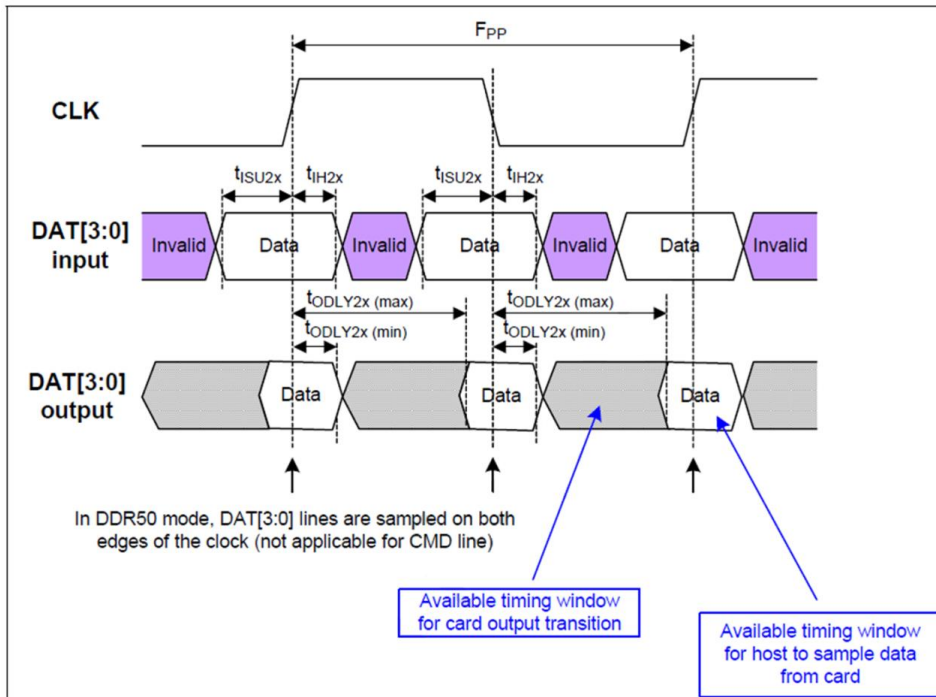 FPP
CLK
tISU2x tIH2x tISU2x tIH2x
DAT[3:0]
input
Invalid Data Invalid Data Invalid Data Invalid
tODLY2x (max) tODLY2x (max)
tODLY2x (min) tODLY2x (min)
DAT[3:0]
output
Data Data Data
In DDR50 mode, DAT[3:0] lines are sampled on both
edges of the clock (not applicable for CMD line)
Available timing window
for card output transition
Available timing window
for host to sample data
from card